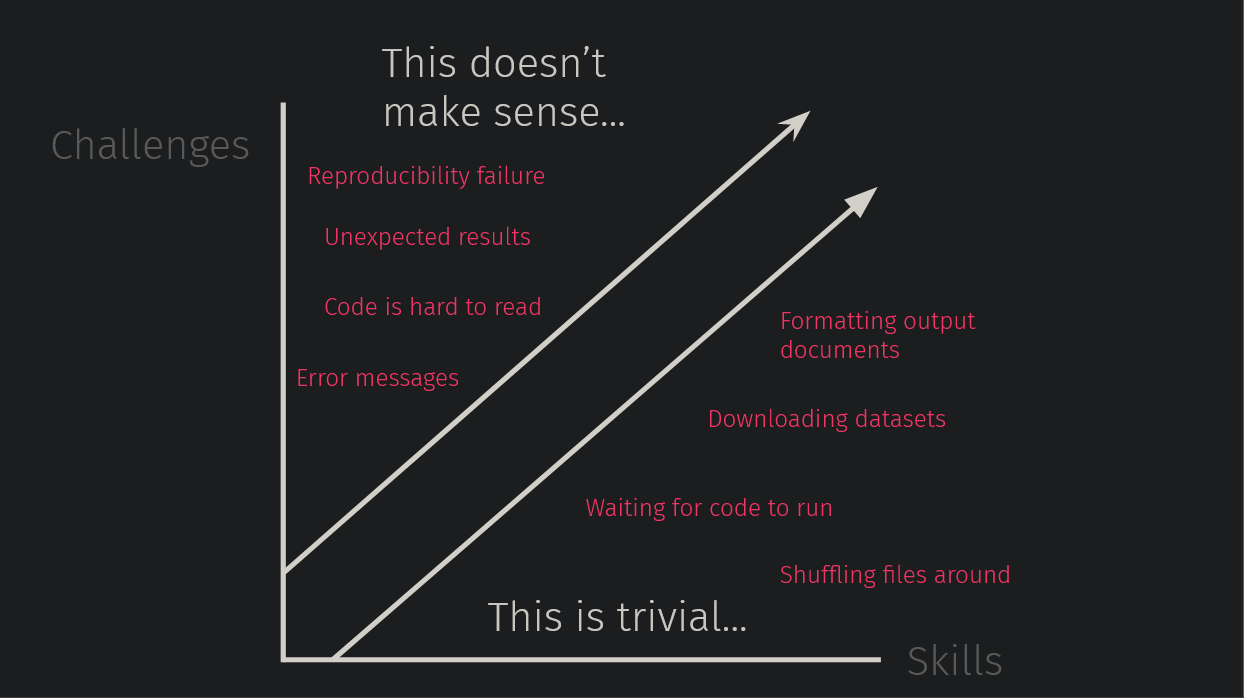 This doesn’t
make sense...
Challenges
Reproducibility failure
Unexpected results
Code is hard to read
Formatting output
documents
Error messages
Downloading datasets
Waiting for code to run
Shuffling files around
This is trivial...
Skills